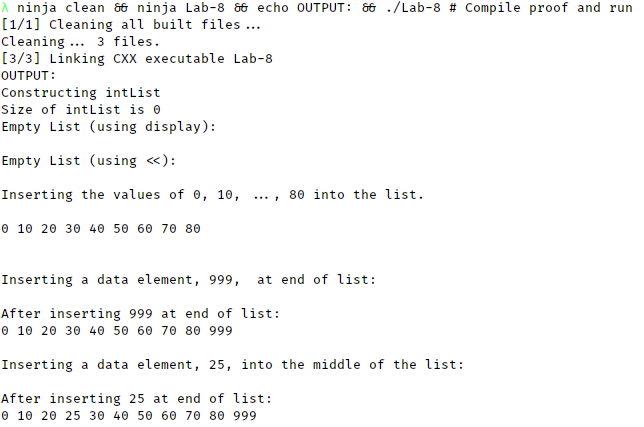 λ ninja clean && ninja Lab-8 && echo OUTPUT: && ./Lab-8 # Compile proof and run
[1/1] Cleaning all built files...
Cleaning... 3 files.
[3/3] Linking CXX executable Lab-8
OUTPUT:
Constructing intList
Size of intList is 0
Empty List (using display):
Empty List (using <<):
Inserting the values of 0, 10, ..., 80 into the list.
0 10 20 30 40 50 60 70 80
Inserting a data element, 999,  at end of list:
After inserting 999 at end of list:
0 10 20 30 40 50 60 70 80 999
Inserting a data element, 25, into the middle of the list:
After inserting 25 at end of list:
0 10 20 25 30 40 50 60 70 80 999